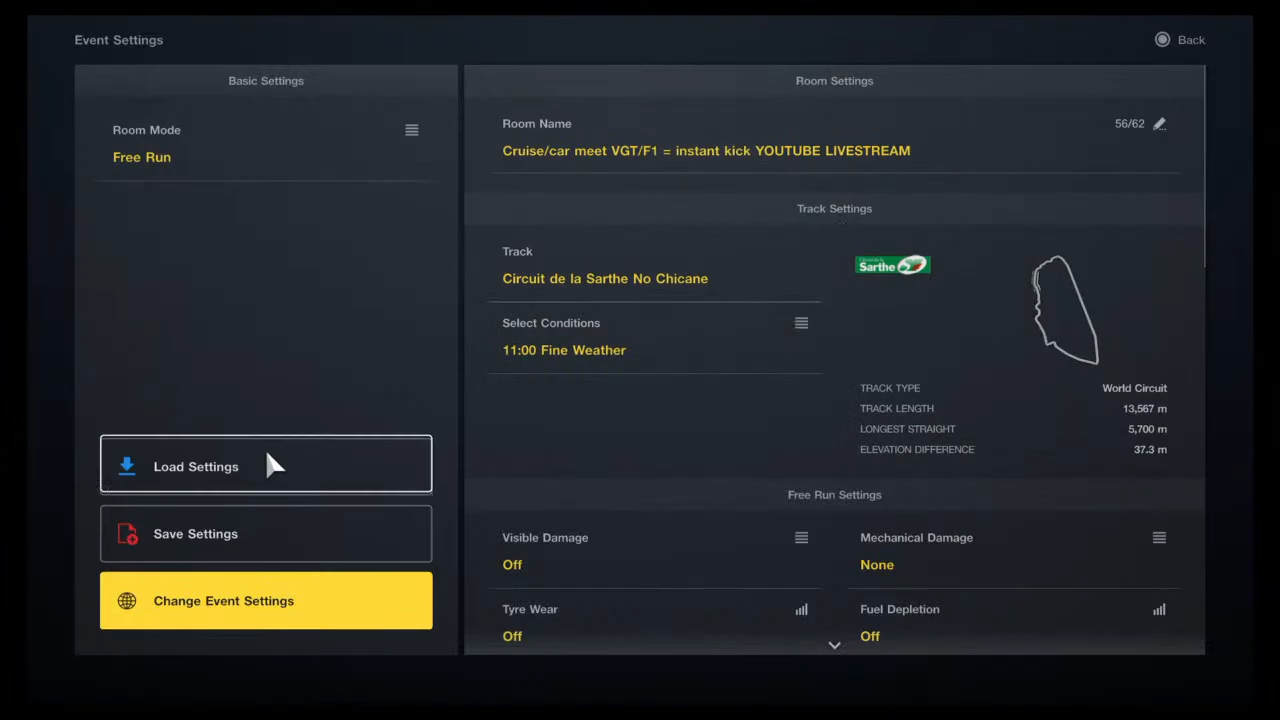 Event Settings
Back
Basic Settings
Room Mode
Free Run
Load Settings
Save Settings
Change Event Settings
Room Settings
Room Name
56/62
Cruise/car meet VGT/F1 = instant kick YOUTUBE LIVESTREAM
Track Settings
Track
Circuit de la Sarthe No Chicane
Sarthe
Select Conditions
11:00 Fine Weather
TRACK TYPE World Circuit
TRACK LENGTH 13,567 m
LONGEST STRAIGHT 5,700 m
ELEVATION DIFFERENCE 37.3 m
Free Run Settings
Visible Damage
Off
Mechanical Damage
None
Tyre Wear
Off
Fuel Depletion
Off